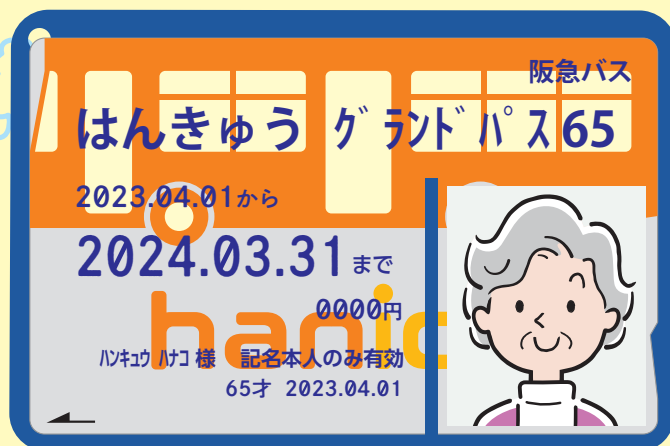 阪急バス
はんきゅう グランドパス65
2023.04.01から
2024.03.31まで
0000円
hanica
ハンキュウ ハナコ 様 記名本人のみ有効
65才 2023.04.01